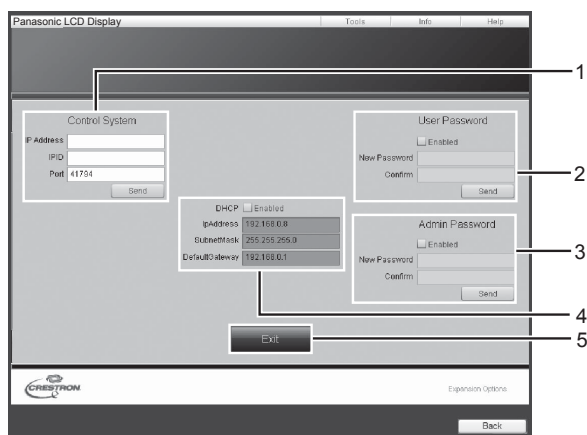 Panasonic LCD Display
Tools Info Help
1
Control System
IP Address
IPID
Port 41794
Send
User Password
Enabled
New Password
Confirm
Send
2
DHCP Enabled
IpAddress 192.168.0.8
SubnetMask 255.255.255.0
DefaultGateway 192.168.0.1
Admin Password
Enabled
New Password
Confirm
Send
3
4
Exit
5
CRESTRON
Expansion Options
Back